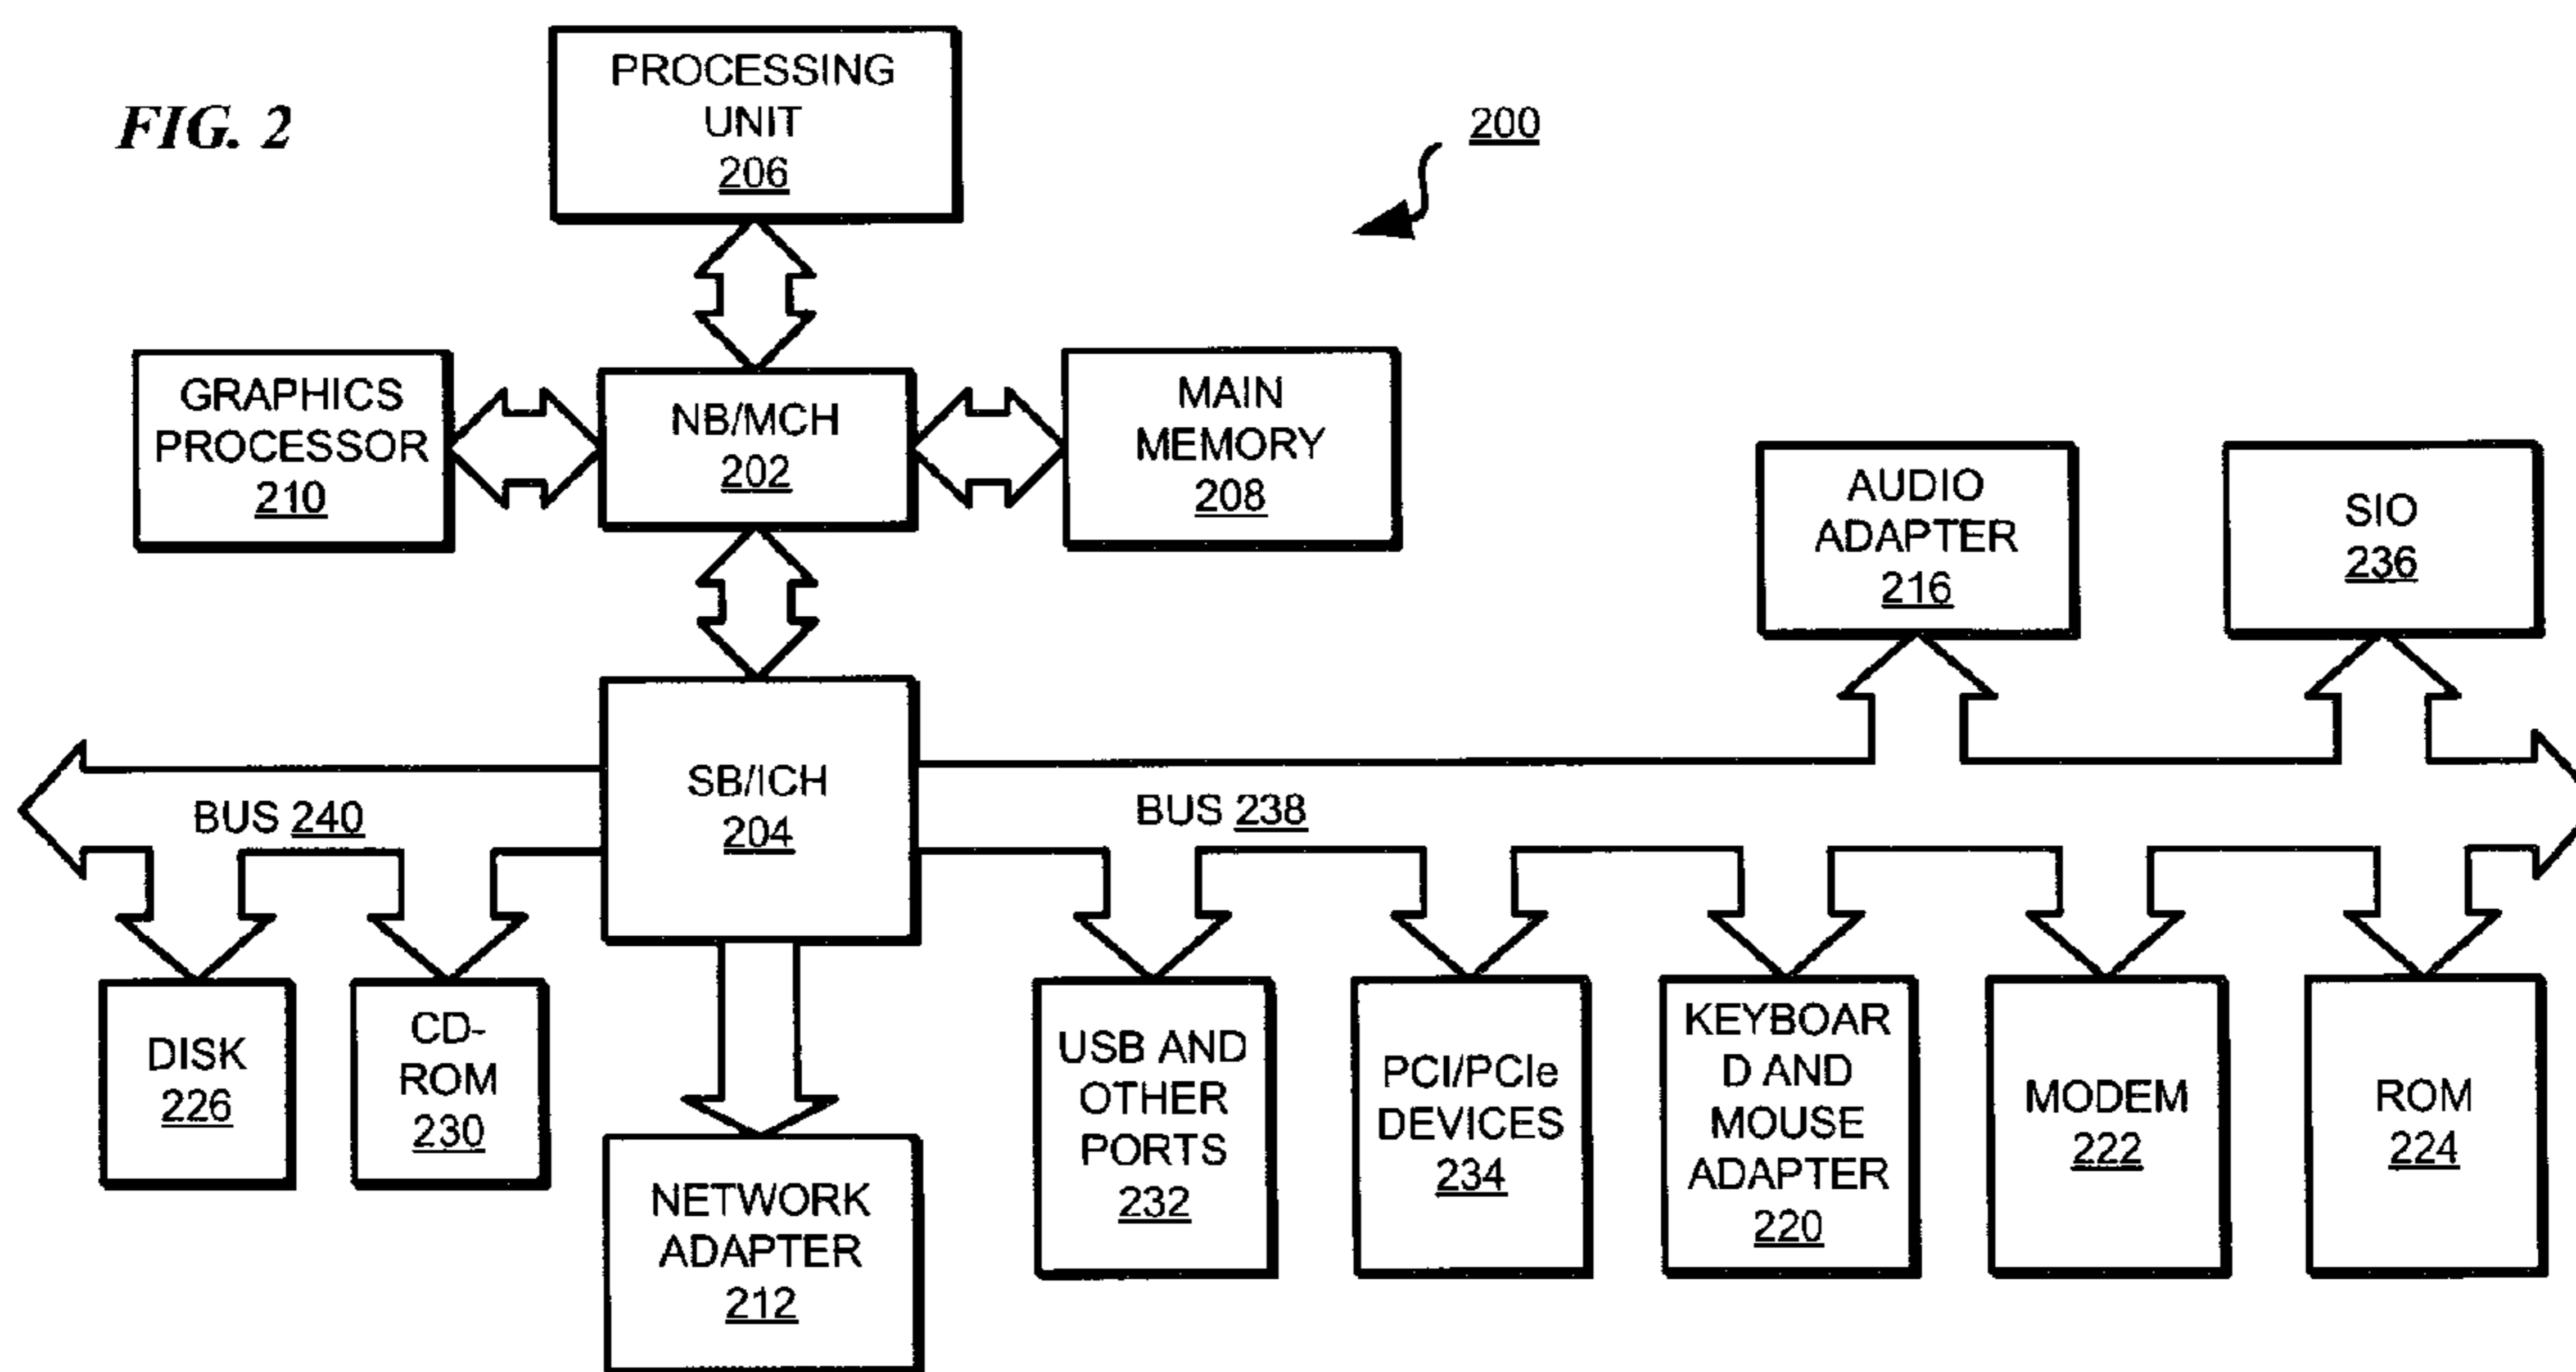 FIG. 2
PROCESSING
UNIT
206
200
GRAPHICS
PROCESSOR
210
NB/MCH
202
MAIN
MEMORY
208
AUDIO
ADAPTER
216
SIO
236
SB/ICH
204
BUS 240
BUS 238
DISK
226
CD-
ROM
230
NETWORK
ADAPTER
212
USB AND
OTHER
PORTS
232
PCI/PCIe
DEVICES
234
KEYBOAR
D AND
MOUSE
ADAPTER
220
MODEM
222
ROM
224